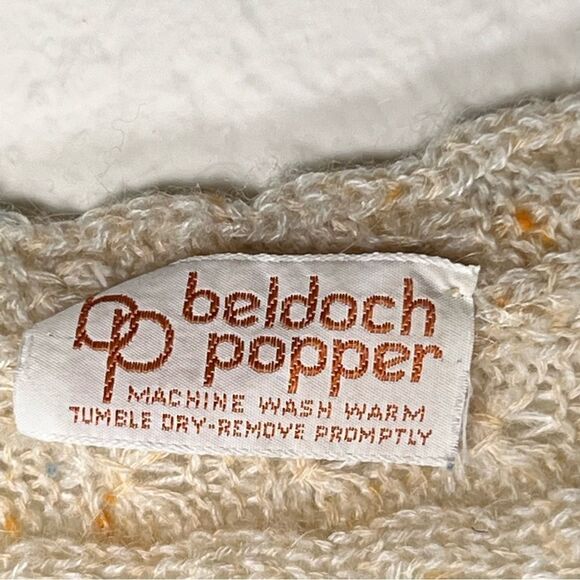 beldoch
popper
MACHINE WASH WARM
TUMBLE DRY-REMOVE PROMPTLY